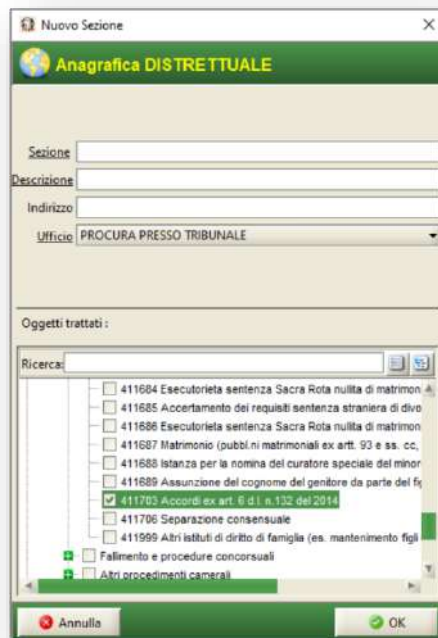 Nuovo Sezione
Anagrafica DISTRETTUALE
Sezione
Descrizione
Indirizzo
Ufficio PROCURA PRESSO TRIBUNALE
Oggetti trattati :
Ricerca:
411684 Esecutorieta sentenza Sacra Rota nullita di matrimon
411685 Accertamento dei requisiti sentenza straniera di divo
411686 Esecutorieta sentenza Sacra Rota nullita di matrimon
411687 Matrimonio (pubbl.ni matrimoniali ex artt. 93 e ss. cc,
411688 Istanza per la nomina del curatore speciale del minor
411689 Assunzione del cognome del genitore da parte del fig
411703 Accordi ex art. 6 d.l. n.132 del 2014
411706 Separazione consensuale
411999 Altri istituti di diritto di famiglia (es. mantenimento figli
Fallimento e procedure concorsuali
Altri procedimenti camerali
Annulla
OK